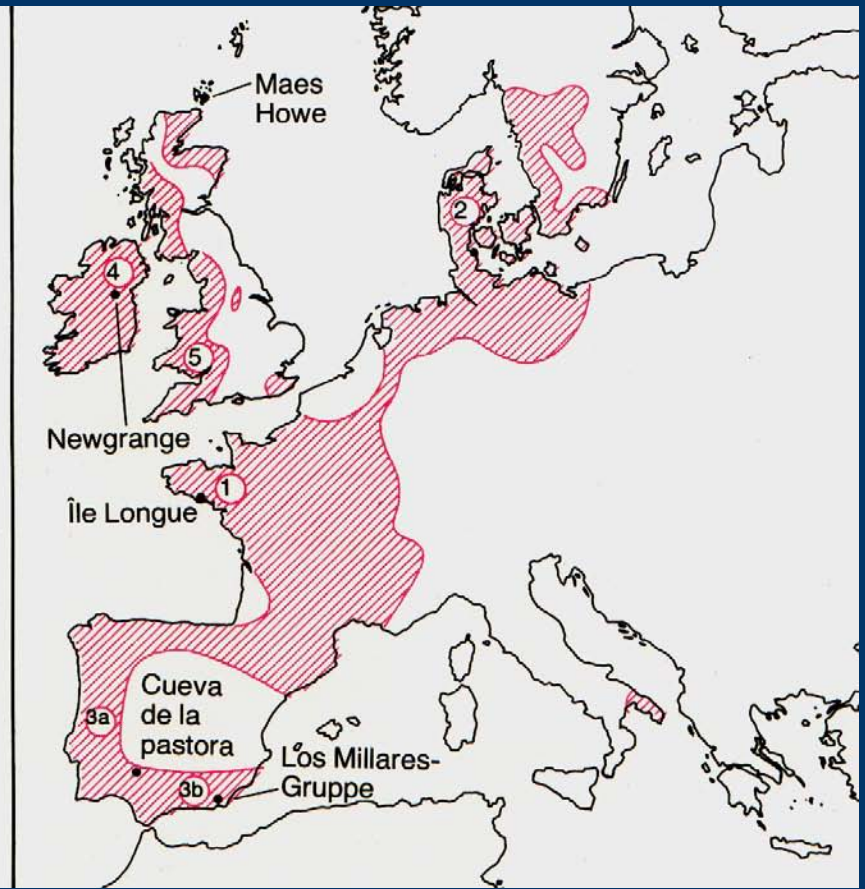 Maes
Howe
2
4
5
Newgrange
1
Île Longue
Cueva
de la
pastora
3a
Los Millares-
Gruppe
3b